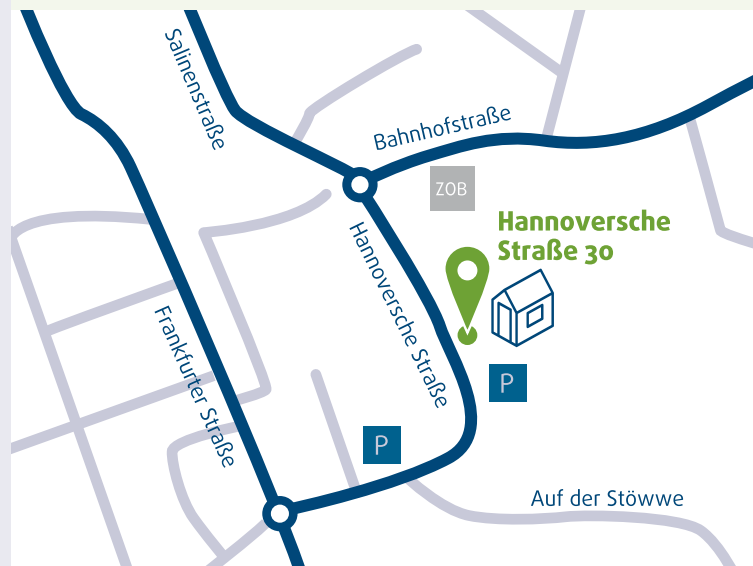 Salinenstraße
Bahnhofstraße
ZOB
Hannoversche
Straße 30
Hannoversche Straße
Frankfurter Straße
P
P
Auf der Stöwwe